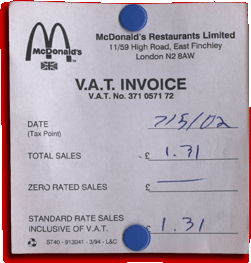 McDonald's Restaurants Limited
11/59 High Road, East Finchley
London N2 8AW
McDonald's
V.A.T. INVOICE
V.A.T. No. 371 0571 72
DATE 7/5/02
(Tax Point)
TOTAL SALES - £ 1.31
ZERO RATED SALES - £ —
STANDARD RATE SALES
INCLUSIVE OF V.A.T. - £ 1.31
ST40 - 913041 - 3/94 - L&C